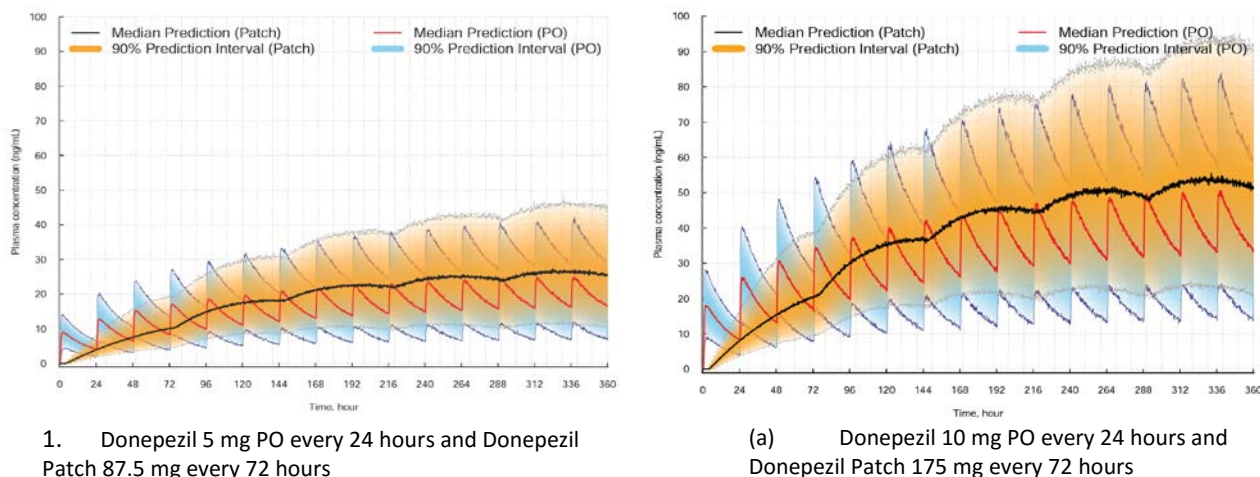 Median Prediction (Patch) Median Prediction (PO)
90% Prediction Interval (Patch) 90% Prediction Interval (PO)
Plasma concentration (ng/mL)
100
90
80
70
60
50
40
30
20
10
0
0 24 48 72 96 120 144 168 192 216 240 264 288 312 336 360
Time, hour
1. Donepezil 5 mg PO every 24 hours and Donepezil
Patch 87.5 mg every 72 hours
Median Prediction (Patch) Median Prediction (PO)
90% Prediction Interval (Patch) 90% Prediction Interval (PO)
Plasma concentration (ng/mL)
100
90
80
70
60
50
40
30
20
10
0
0 24 48 72 96 120 144 168 192 216 240 264 288 312 336 360
Time, hour
(a) Donepezil 10 mg PO every 24 hours and
Donepezil Patch 175 mg every 72 hours